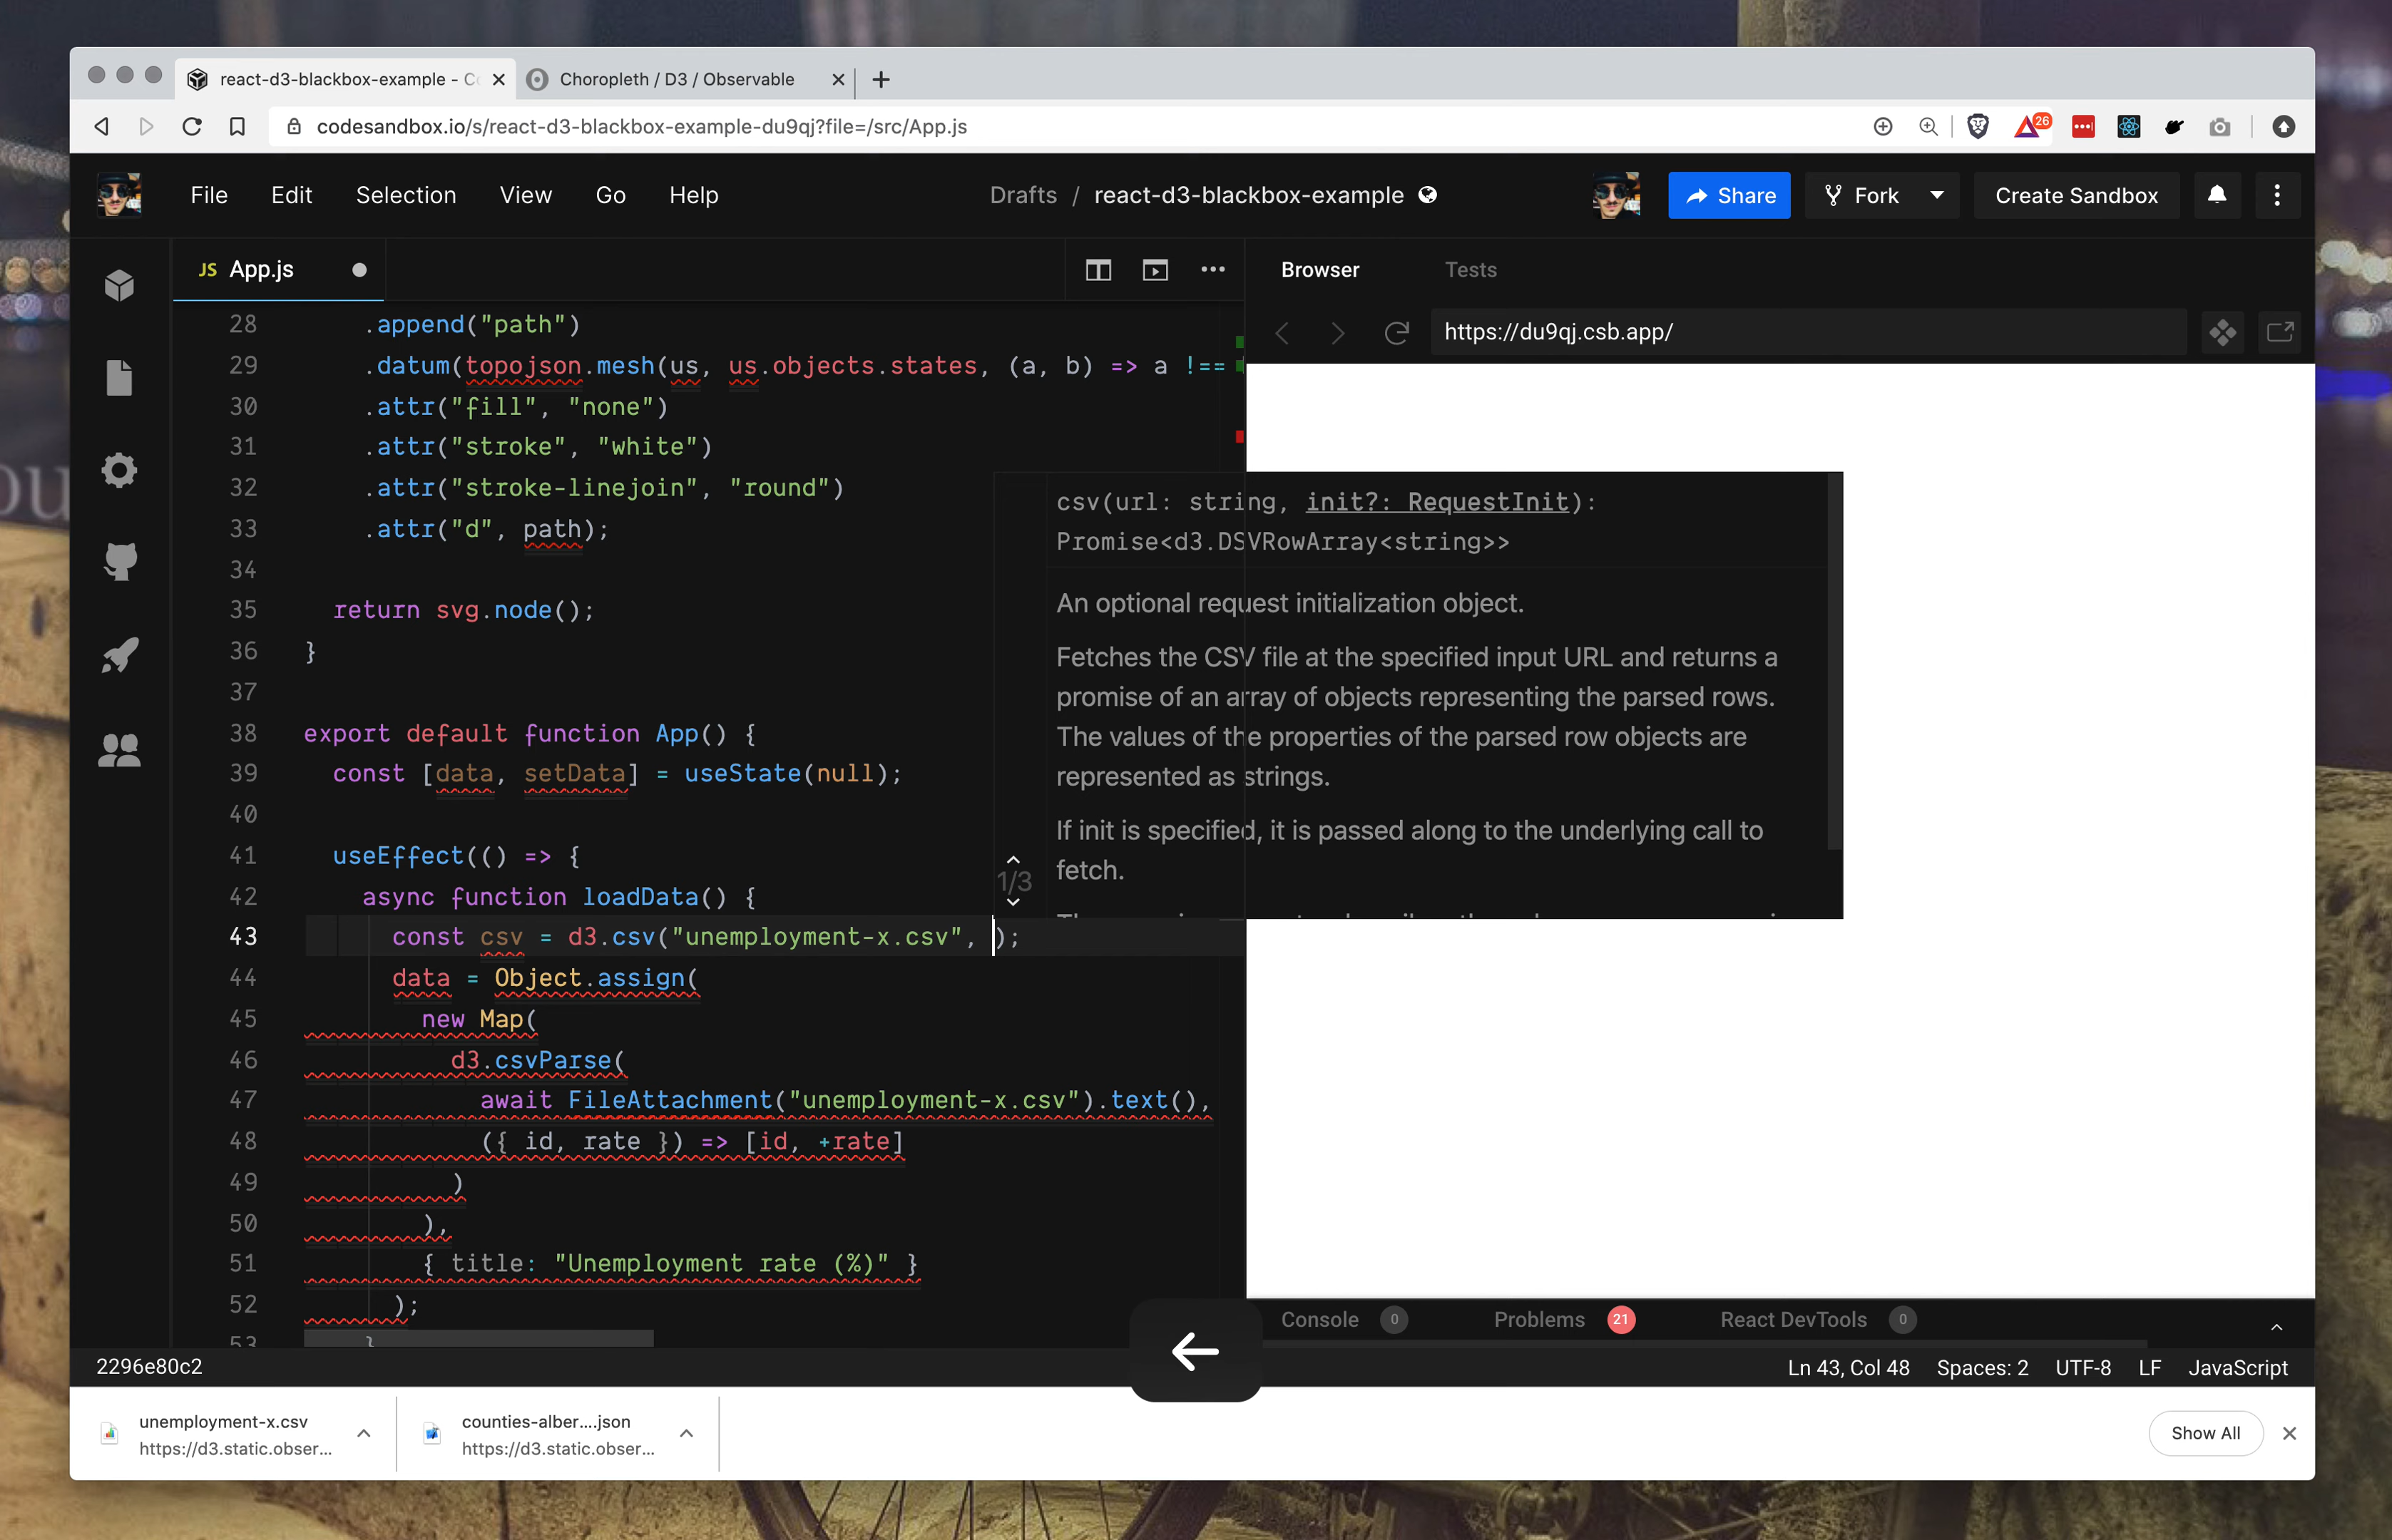 react-d3-blackbox-example - Co
Choropleth / D3 / Observable
codesandbox.io/s/react-d3-blackbox-example-du9qj?file=/src/App.js
26
File Edit Selection View Go Help
Drafts / react-d3-blackbox-example
Share
Fork
Create Sandbox
JS App.js
Browser
Tests
https://du9qj.csb.app/
28 .append("path")
29 .datum(topojson.mesh(us, us.objects.states, (a, b) => a !==
30 .attr("fill", "none")
31 .attr("stroke", "white")
32 .attr("stroke-linejoin", "round")
33 .attr("d", path);
34
35 return svg.node();
36 }
37
38 export default function App() {
39 const [data, setData] = useState(null);
40
41 useEffect(() => {
42 async function loadData() {
43 const csv = d3.csv("unemployment-x.csv", );
44 data = Object.assign(
45 new Map(
46 d3.csvParse(
47 await FileAttachment("unemployment-x.csv").text(),
48 ({ id, rate }) => [id, +rate]
49 )
50 ),
51 { title: "Unemployment rate (%)" }
52 );
53 }
csv(url: string, init?: RequestInit):
Promise<d3.DSVRowArray<string>>
An optional request initialization object.
Fetches the CSV file at the specified input URL and returns a
promise of an array of objects representing the parsed rows.
The values of the properties of the parsed row objects are
represented as strings.
If init is specified, it is passed along to the underlying call to
fetch.
1/3
Console 0
Problems 21
React DevTools 0
2296e80c2
Ln 43, Col 48 Spaces: 2 UTF-8 LF JavaScript
unemployment-x.csv
https://d3.static.obser...
counties-alber....json
https://d3.static.obser...
Show All